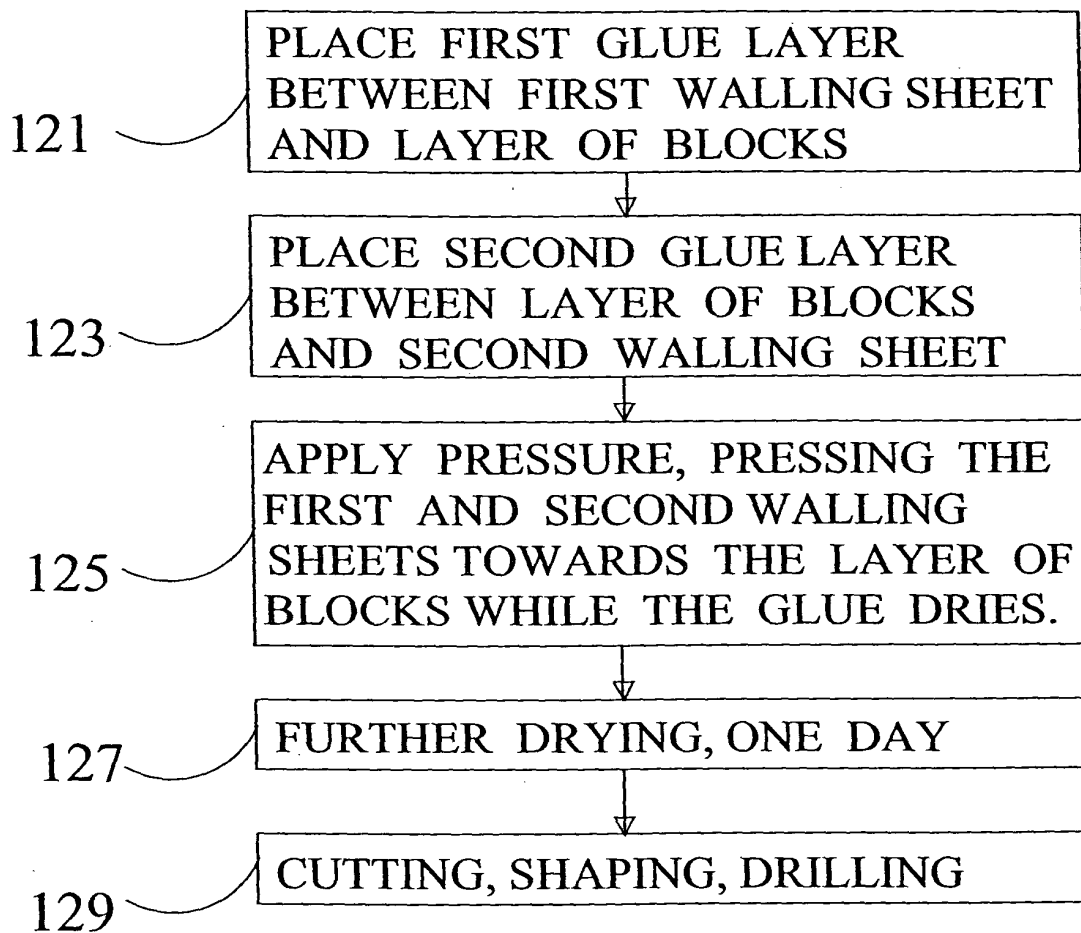 PLACE FIRST GLUE LAYER
BETWEEN FIRST WALLING SHEET
AND LAYER OF BLOCKS
121
PLACE SECOND GLUE LAYER
BETWEEN LAYER OF BLOCKS
AND SECOND WALLING SHEET
123
APPLY PRESSURE, PRESSING THE
FIRST AND SECOND WALLING
SHEETS TOWARDS THE LAYER OF
BLOCKS WHILE THE GLUE DRIES.
125
FURTHER DRYING, ONE DAY
127
CUTTING, SHAPING, DRILLING
129